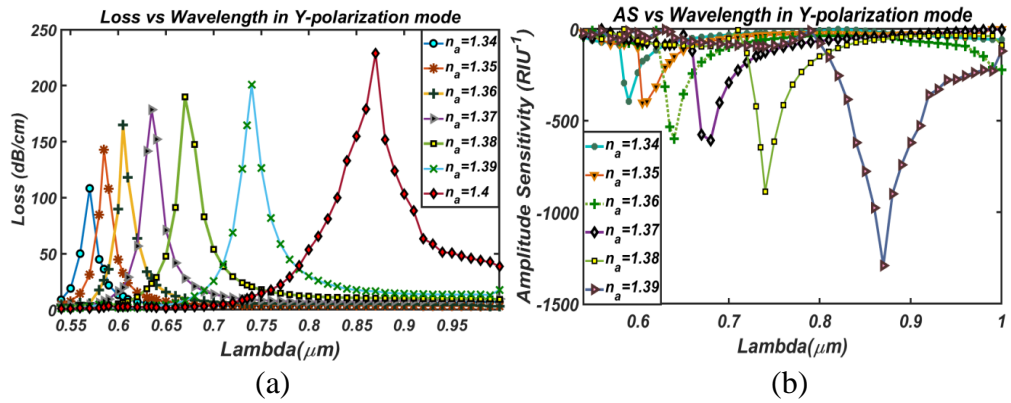 Loss vs Wavelength in Y-polarization mode
Loss (dB/cm)
250
200
150
100
50
0
0.55
0.6
0.65
0.7
0.75
0.8
0.85
0.9
0.95
Lambda(μm)
n_a=1.34
n_a=1.35
n_a=1.36
n_a=1.37
n_a=1.38
n_a=1.39
n_a=1.4
(a)
AS vs Wavelength in Y-polarization mode
Amplitude Sensitivity (RIU^-1)
0
-500
-1000
-1500
0.6
0.7
0.8
0.9
1
Lambda(μm)
n_a=1.34
n_a=1.35
n_a=1.36
n_a=1.37
n_a=1.38
n_a=1.39
(b)